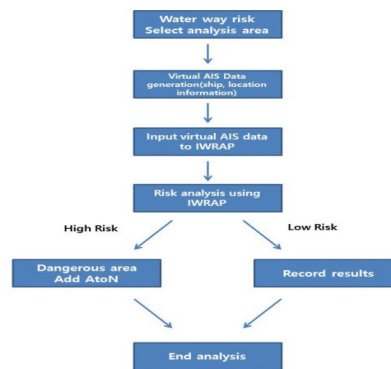 Water way risk
Select analysis area
Virtual AIS Data
generation(ship, location
information)
Input virtual AIS data
to IWRAP
Risk analysis using
IWRAP
High Risk
Low Risk
Dangerous area
Add AtoN
Record results
End analysis